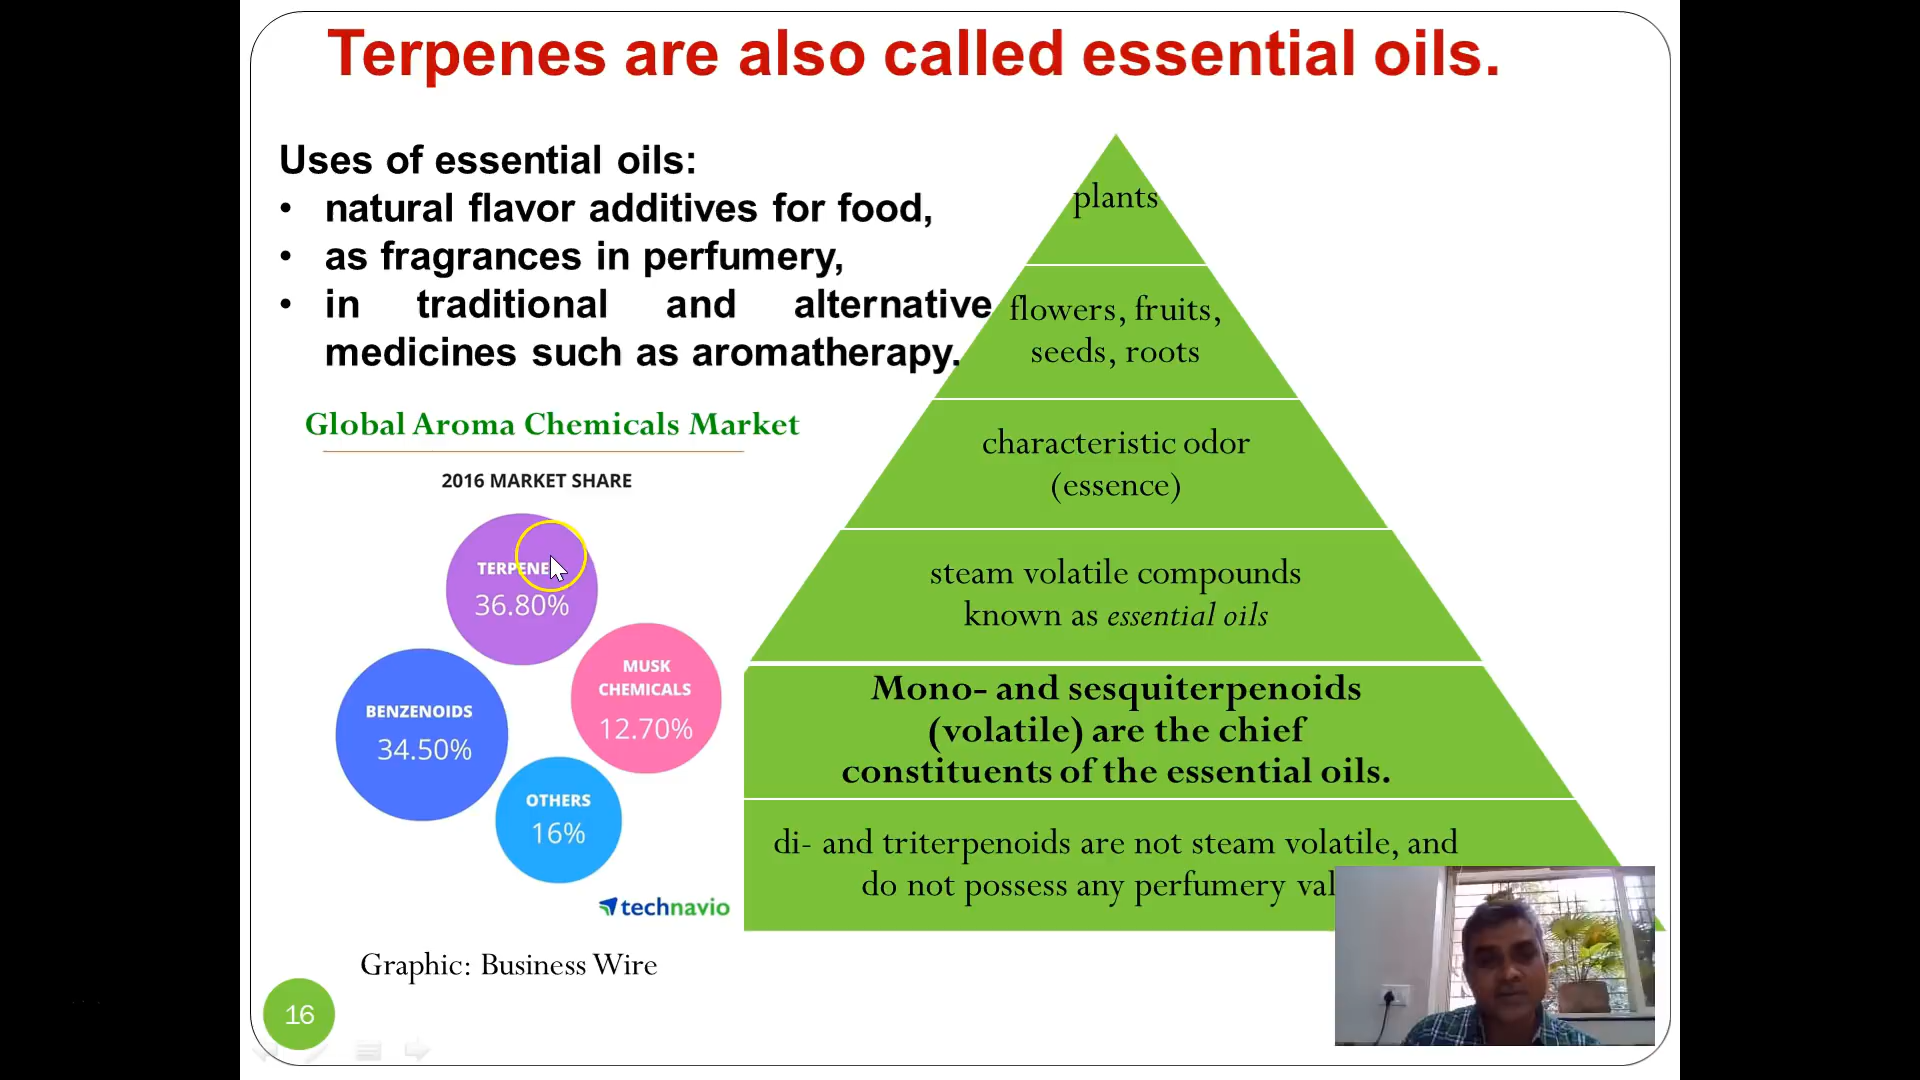 Terpenes are also called essential oils.
Uses of essential oils:
• natural flavor additives for food,
• as fragrances in perfumery,
• in traditional and alternative
medicines such as aromatherapy.
Global Aroma Chemicals Market
2016 MARKET SHARE
36.80%
MUSK
CHEMICALS
12.70%
BENZENOIDS
34.50%
OTHERS
16%
technavio
Graphic: Business Wire
16
plants
flowers, fruits,
seeds, roots
characteristic odor
(essence)
steam volatile compounds
known as essential oils
Mono- and sesquiterpenoids
(volatile) are the chief
constituents of the essential oils.
di- and triterpenoids are not steam volatile, and
do not possess any perfumery